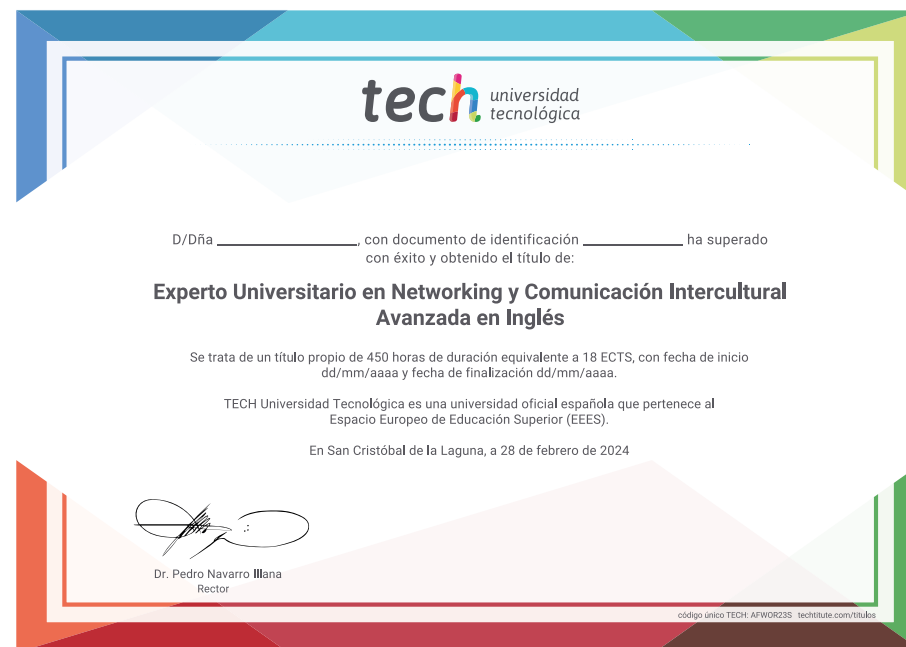 tech universidad
tecnológica
D/Dña ____________________, con documento de identificación ______________ ha superado
con éxito y obtenido el título de:
Experto Universitario en Networking y Comunicación Intercultural
Avanzada en Inglés
Se trata de un título propio de 450 horas de duración equivalente a 18 ECTS, con fecha de inicio
dd/mm/aaaa y fecha de finalización dd/mm/aaaa.
TECH Universidad Tecnológica es una universidad oficial española que pertenece al
Espacio Europeo de Educación Superior (EEES).
En San Cristóbal de la Laguna, a 28 de febrero de 2024
Dr. Pedro Navarro Illana
Rector
código único TECH: AFWOR23S techtitute.com/titulos